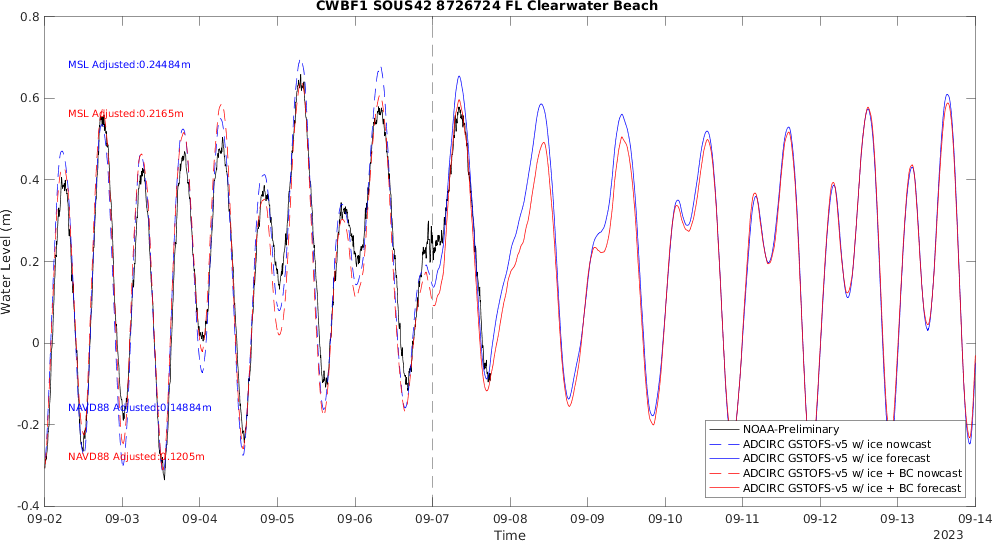 CWBF1 SOUS42 8726724 FL Clearwater Beach
0.8
0.6
0.4
0.2
0
-0.2
-0.4
Water Level (m)
MSL Adjusted:0.24484m
MSL Adjusted:0.2165m
NAVD88 Adjusted:0.14884m
NAVD88 Adjusted:0.1205m
NOAA-Preliminary
ADCIRC GSTOFS-v5 w/ ice nowcast
ADCIRC GSTOFS-v5 w/ ice forecast
ADCIRC GSTOFS-v5 w/ ice + BC nowcast
ADCIRC GSTOFS-v5 w/ ice + BC forecast
09-02 09-03 09-04 09-05 09-06 09-07 09-08 09-09 09-10 09-11 09-12 09-13 09-14
Time
2023